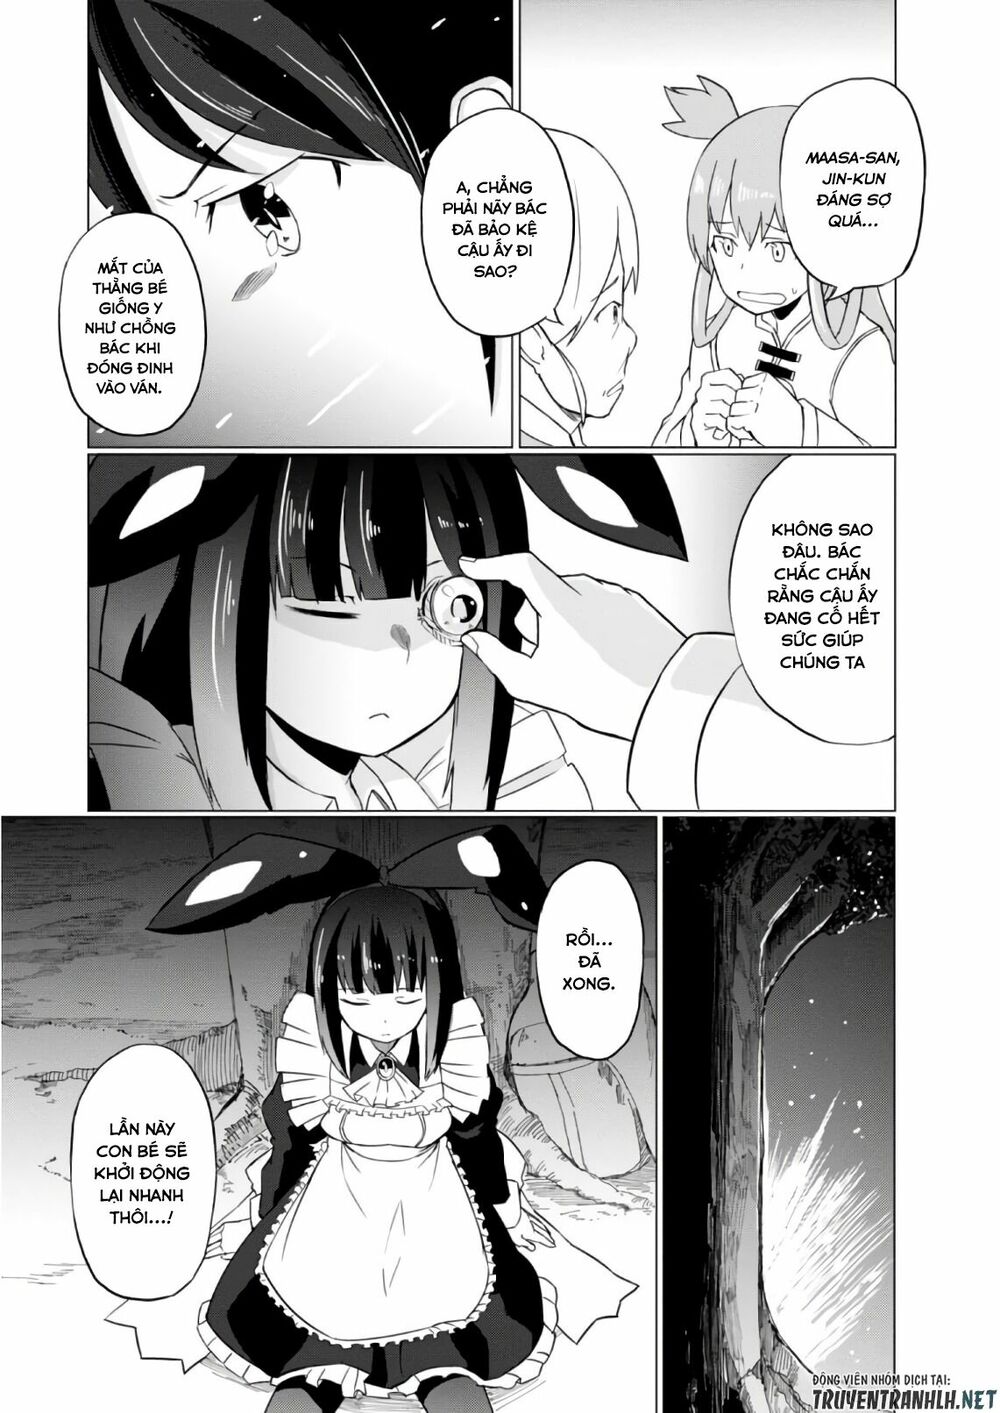 MAASA-SAN,
JIN-KUN
ĐÁNG SỢ
QUÁ...
A, CHẲNG
PHẢI NÃY BÁC
ĐÃ BẢO KỆ
CẬU ẤY ĐI
SAO?
MẮT CỦA
THẰNG BÉ
GIỐNG Y
NHƯ CHỒNG
BÁC KHI
ĐÓNG ĐINH
VÀO VÁN.
KHÔNG SAO
ĐÂU. BÁC
CHẮC CHẮN
RẰNG CẬU ẤY
ĐANG CỐ HẾT
SỨC GIÚP
CHÚNG TA
RỒI...
ĐÃ
XONG.
LẦN NÀY
CON BÉ SẼ
KHỞI ĐỘNG
LẠI NHANH
THÔI...!
ĐỘNG VIÊN NHÓM DỊCH TẠI:
TRUYENTRANHLH.NET